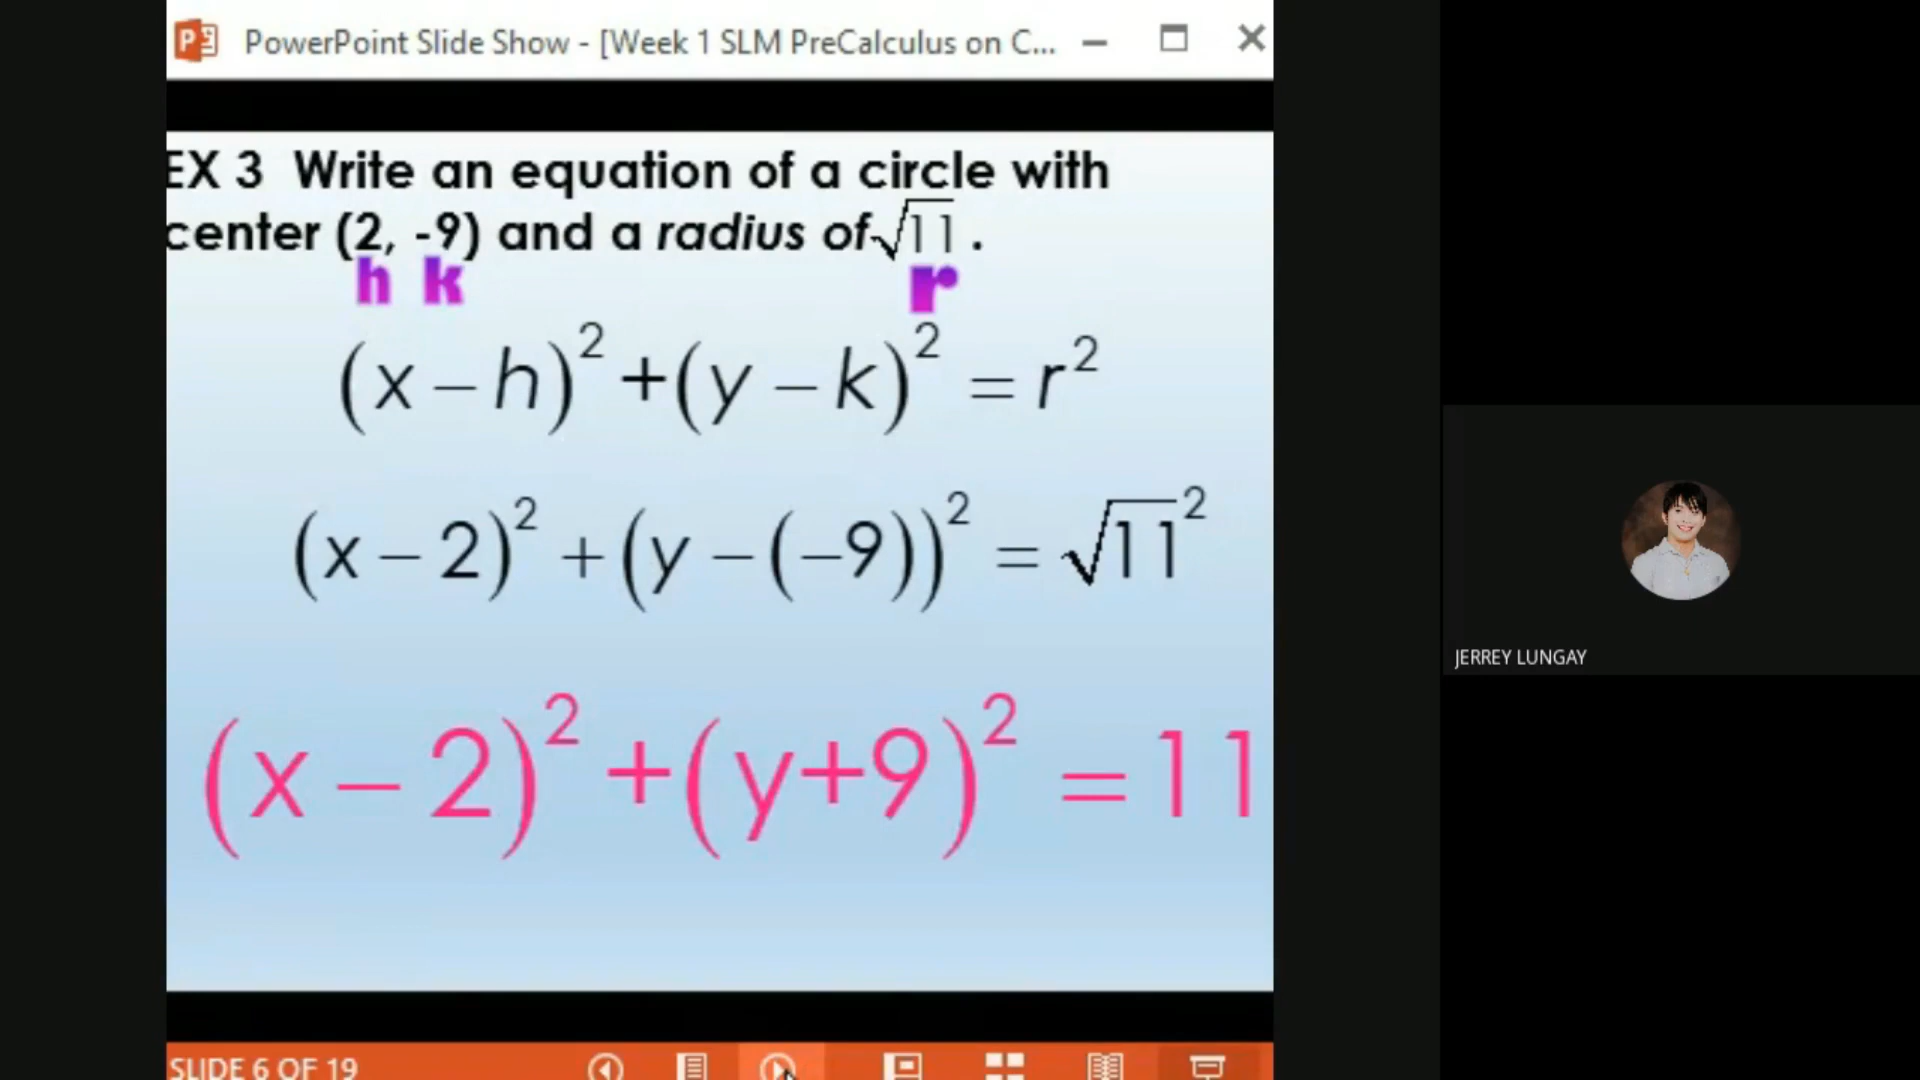 PowerPoint Slide Show - [Week 1 SLM PreCalculus on C...
EX 3 Write an equation of a circle with
center (2, -9) and a radius of √11 .
h k r
(x − h)² +(y − k)² = r²
(x − 2)² + (y − (−9))² = √11²
(x − 2)² +(y+9)² = 11
JERREY LUNGAY
SLIDE 6 OF 19